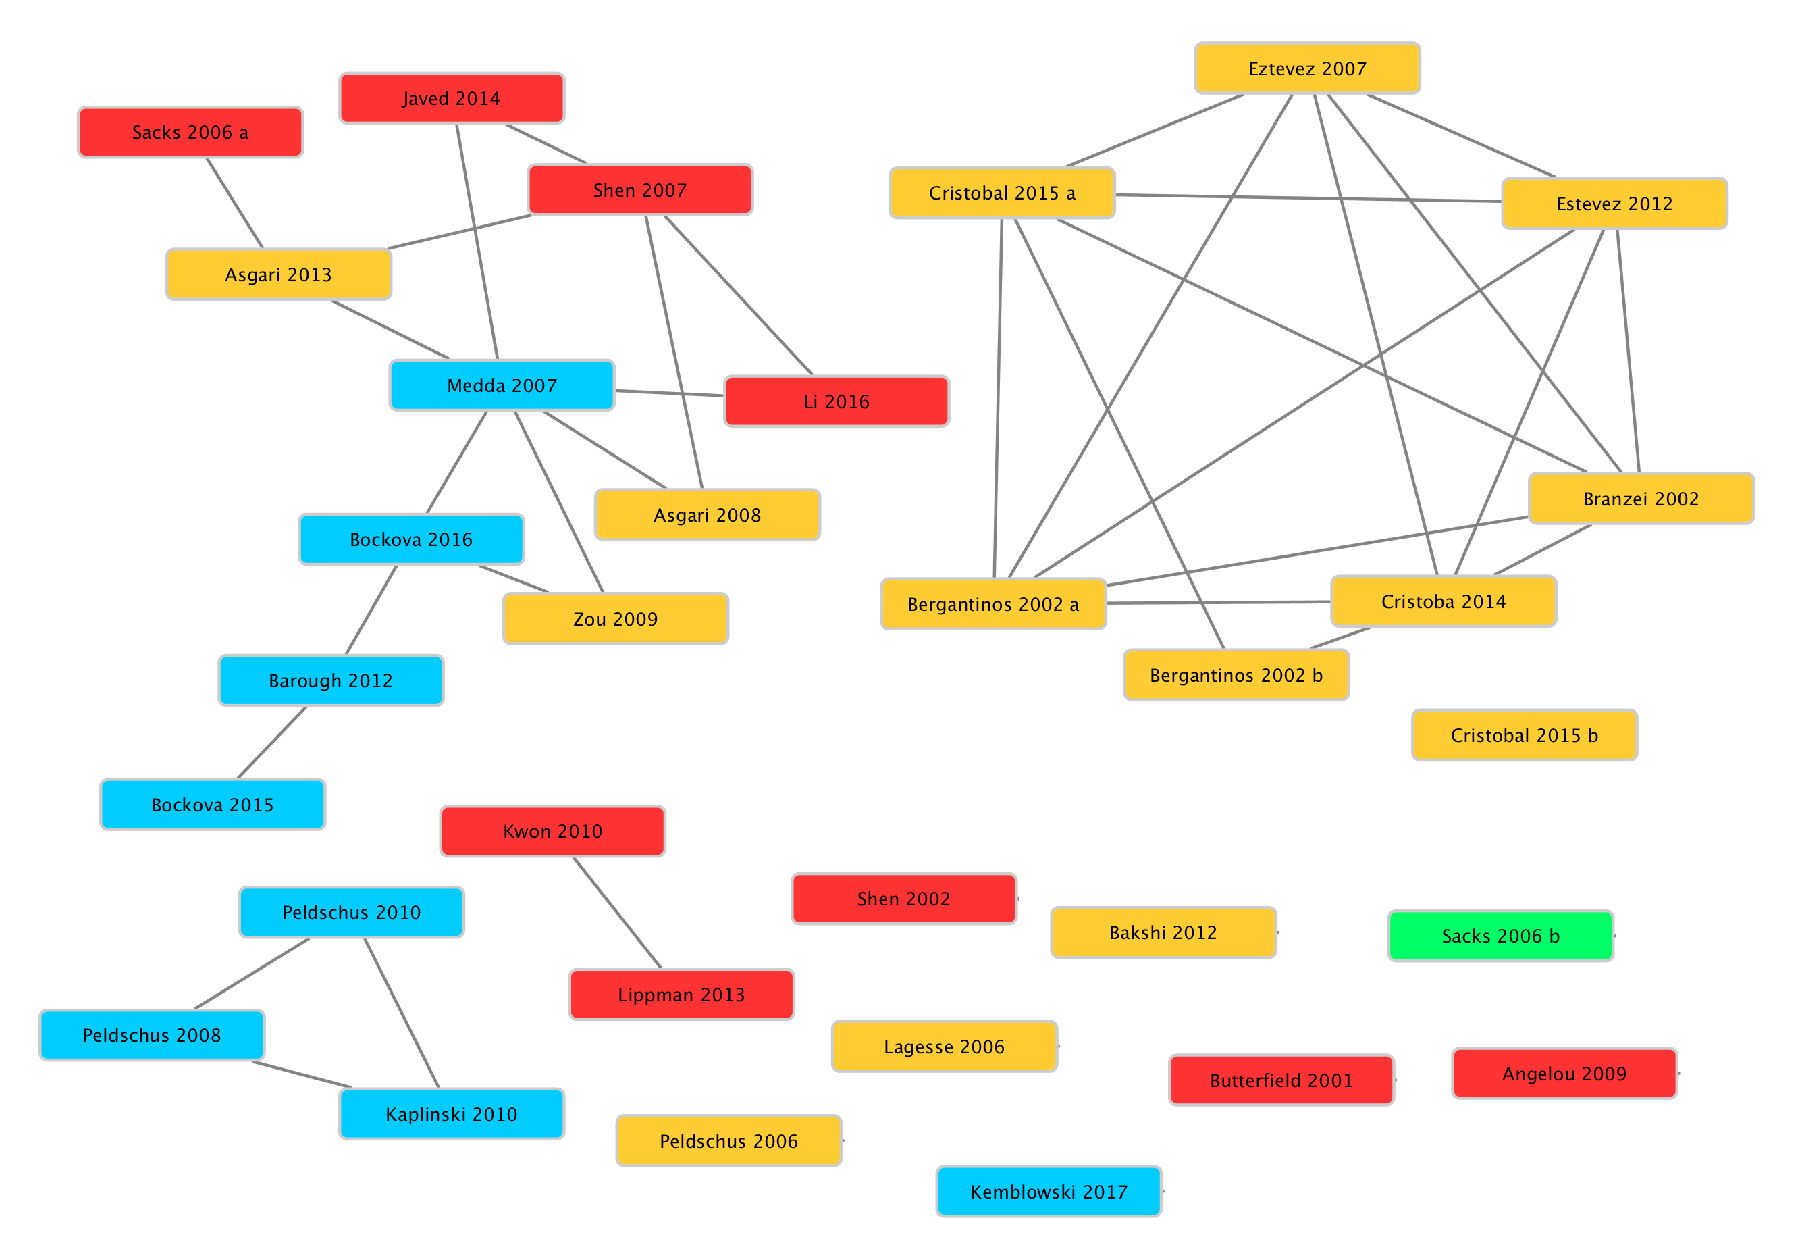 Eztevez 2007
Javed 2014
Sacks 2006 a
Shen 2007
Cristobal 2015 a
Estevez 2012
Asgari 2013
Medda 2007
Li 2016
Branzei 2002
Asgari 2008
Bockova 2016
Zou 2009
Bergantinos 2002 a
Cristoba 2014
Bergantinos 2002 b
Barough 2012
Cristobal 2015 b
Bockova 2015
Kwon 2010
Shen 2002
Peldschus 2010
Bakshi 2012
Sacks 2006 b
Lippman 2013
Peldschus 2008
Lagesse 2006
Angelou 2009
Butterfield 2001
Kaplinski 2010
Peldschus 2006
Kemblowski 2017